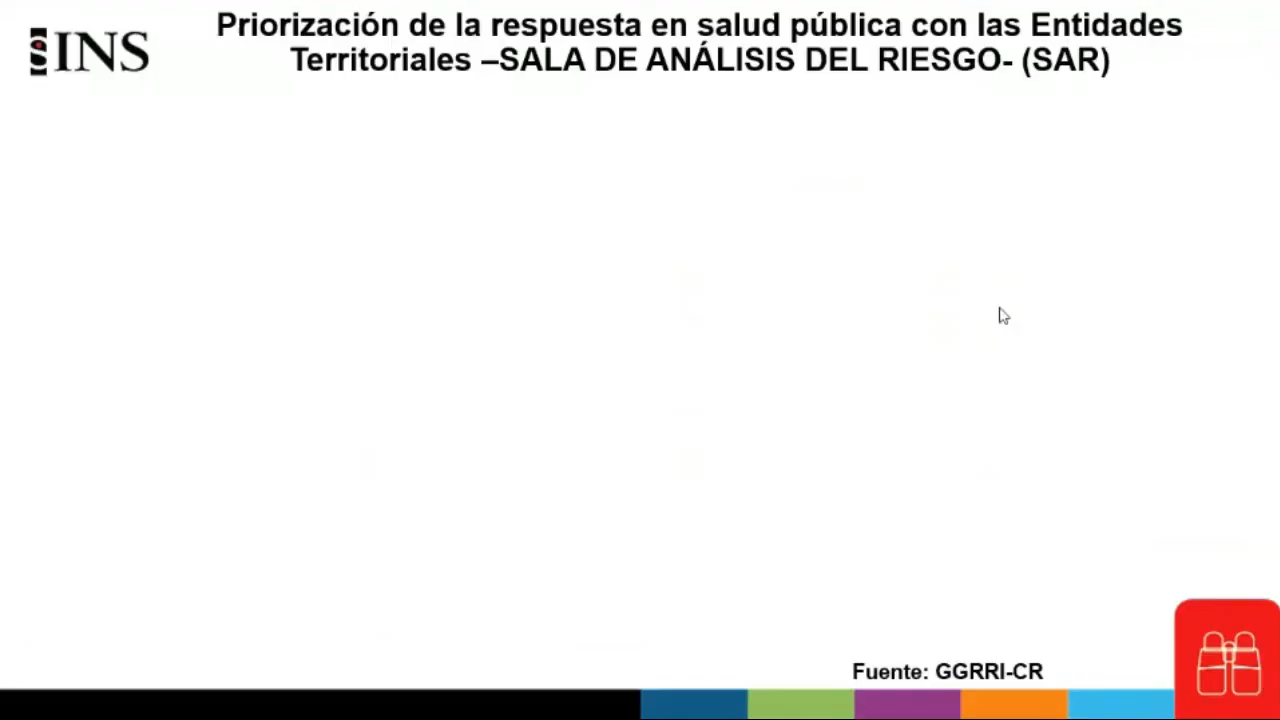 INS
Priorización de la respuesta en salud pública con las Entidades
Territoriales –SALA DE ANÁLISIS DEL RIESGO- (SAR)
Fuente: GGRRI-CR